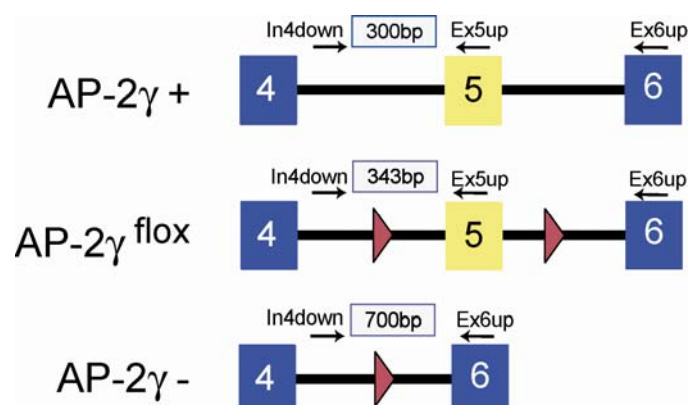 In4down 300bp Ex5up Ex6up
AP-2γ + 4 5 6
In4down 343bp Ex5up Ex6up
AP-2γ flox 4 5 6
In4down 700bp Ex6up
AP-2γ - 4 6